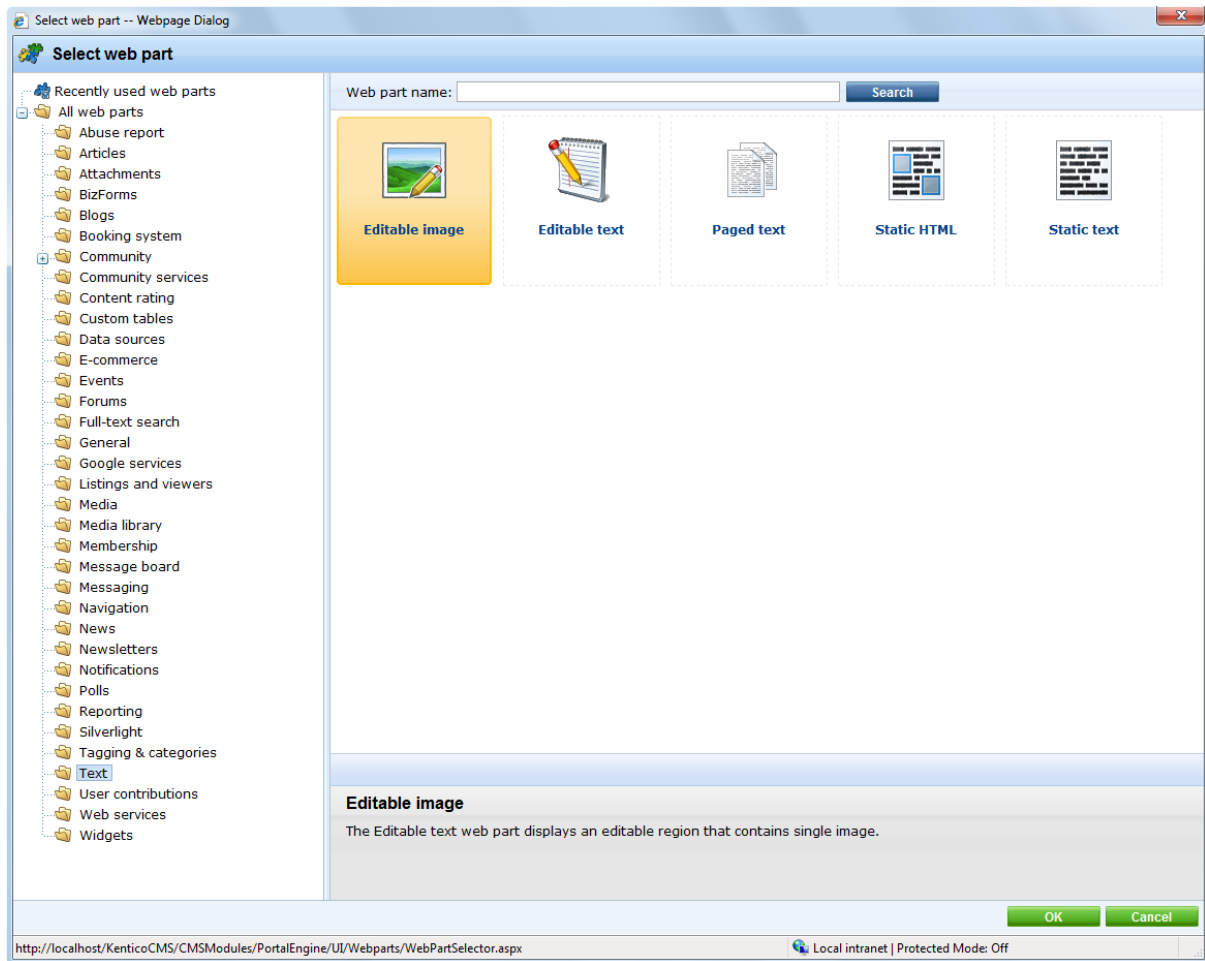 Select web part -- Webpage Dialog
x
Select web part
Recently used web parts
All web parts
Abuse report
Articles
Attachments
BizForms
Blogs
Booking system
Community
Community services
Content rating
Custom tables
Data sources
E-commerce
Events
Forums
Full-text search
General
Google services
Listings and viewers
Media
Media library
Membership
Message board
Messaging
Navigation
News
Newsletters
Notifications
Polls
Reporting
Silverlight
Tagging & categories
Text
User contributions
Web services
Widgets
Web part name:
Search
Editable image
Editable text
Paged text
Static HTML
Static text
Editable image
The Editable text web part displays an editable region that contains single image.
OK
Cancel
http://localhost/KenticoCMS/CMSModules/PortalEngine/UI/Webparts/WebPartSelector.aspx
Local intranet | Protected Mode: Off